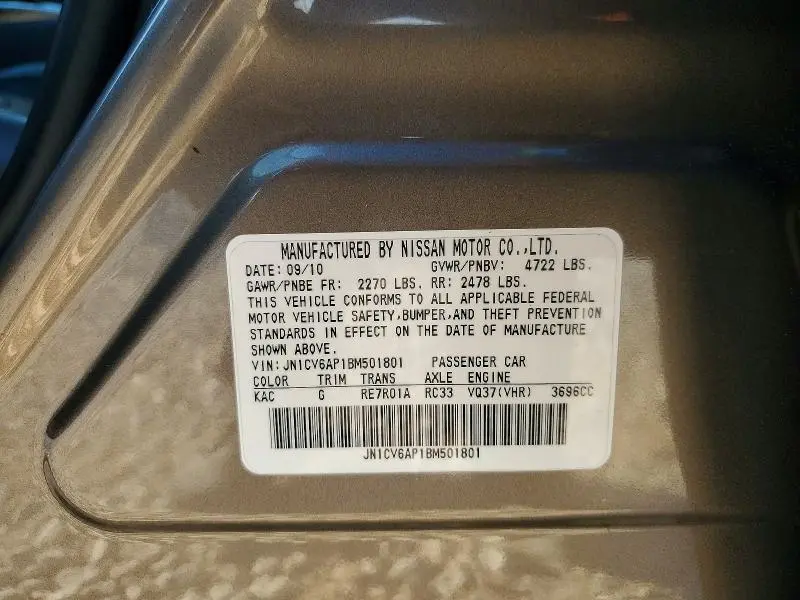 MANUFACTURED BY NISSAN MOTOR CO.,LTD.
DATE: 09/10 GVWR/PNBV: 4722 LBS.
GAWR/PNBE FR: 2270 LBS. RR: 2478 LBS.
THIS VEHICLE CONFORMS TO ALL APPLICABLE FEDERAL
MOTOR VEHICLE SAFETY,BUMPER,AND THEFT PREVENTION
STANDARDS IN EFFECT ON THE DATE OF MANUFACTURE
SHOWN ABOVE.
VIN: JN1CV6AP1BM501801 PASSENGER CAR
COLOR TRIM TRANS AXLE ENGINE
KAC G RE7R01A RC33 VQ37(VHR) 3696CC
JN1CV6AP1BM501801